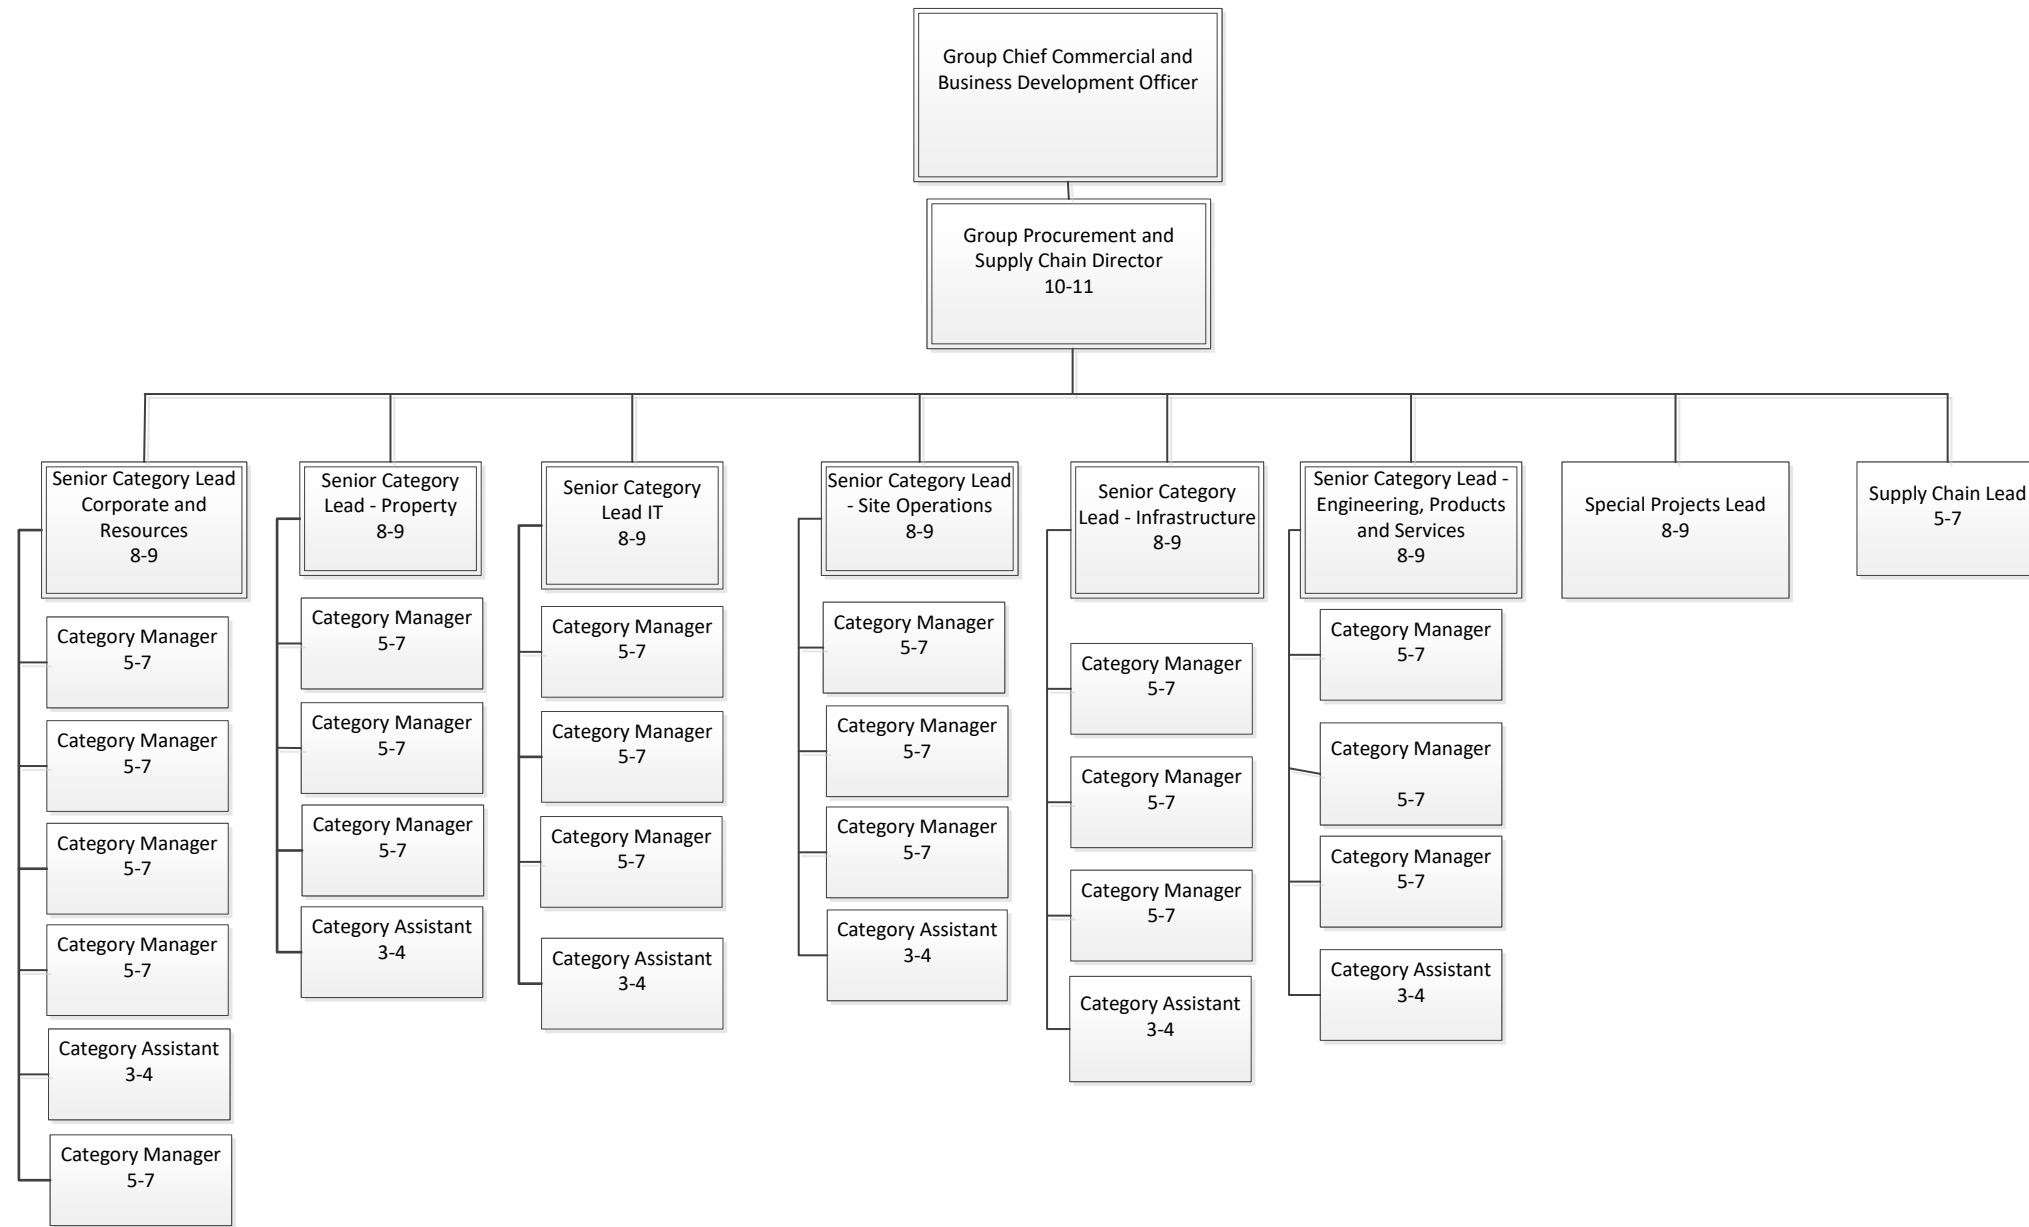 Group Chief Commercial and
Business Development Officer
Group Procurement and
Supply Chain Director
10-11
Senior Category Lead
Corporate and
Resources
8-9
Category Manager
5-7
Category Manager
5-7
Category Manager
5-7
Category Manager
5-7
Category Assistant
3-4
Category Manager
5-7
Senior Category
Lead - Property
8-9
Category Manager
5-7
Category Manager
5-7
Category Manager
5-7
Category Assistant
3-4
Senior Category
Lead IT
8-9
Category Manager
5-7
Category Manager
5-7
Category Manager
5-7
Category Assistant
3-4
Senior Category Lead
- Site Operations
8-9
Category Manager
5-7
Category Manager
5-7
Category Manager
5-7
Category Assistant
3-4
Senior Category
Lead - Infrastructure
8-9
Category Manager
5-7
Category Manager
5-7
Category Manager
5-7
Category Assistant
3-4
Senior Category Lead -
Engineering, Products
and Services
8-9
Category Manager
5-7
Category Manager
5-7
Category Manager
5-7
Category Assistant
3-4
Special Projects Lead
8-9
Supply Chain Lead
5-7